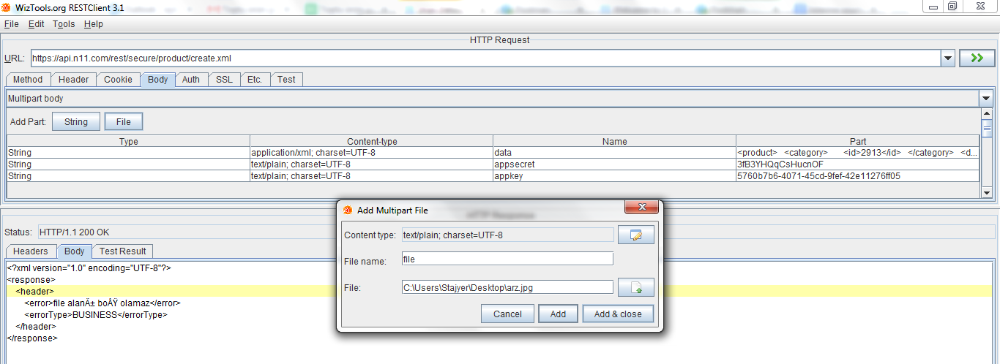 WizTools.org RESTClient 3.1
File Edit Tools Help
HTTP Request
URL: https://api.n11.com/rest/secure/product/create.xml
Method Header Cookie Body Auth SSL Etc. Test
Multipart body
Add Part: String File
Type Content-type Name Part
String application/xml; charset=UTF-8 data <product> <category> <id>2913</id> </category> <d...
String text/plain; charset=UTF-8 appsecret 3fB3YHQqCsHucnOF
String text/plain; charset=UTF-8 appkey 5760b7b6-4071-45cd-9fef-42e11276ff05
HTTP Response
Status: HTTP/1.1 200 OK
Headers Body Test Result
<?xml version="1.0" encoding="UTF-8"?>
<response>
<header>
<error>file alanÄ± boÅŸ olamaz</error>
<errorType>BUSINESS</errorType>
</header>
</response>
Add Multipart File
Content type: text/plain; charset=UTF-8
File name: file
File: C:\Users\Stajyer\Desktop\arz.jpg
Cancel Add Add & close